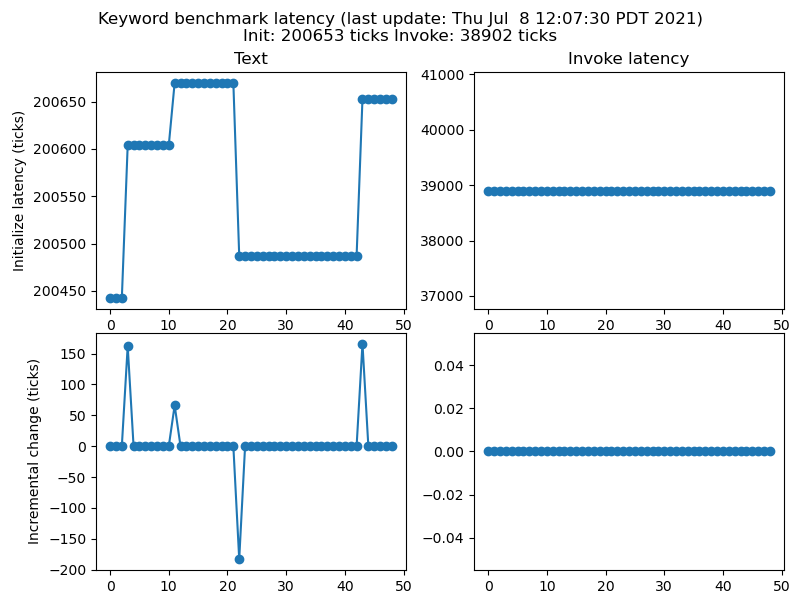 Keyword benchmark latency (last update: Thu Jul  8 12:07:30 PDT 2021)
Init: 200653 ticks Invoke: 38902 ticks
Text
Invoke latency
Initialize latency (ticks)
200650
200600
200550
200500
200450
0 10 20 30 40 50
41000
40000
39000
38000
37000
0 10 20 30 40 50
Incremental change (ticks)
150
100
50
0
−50
−100
−150
−200
0 10 20 30 40 50
0.04
0.02
0.00
−0.02
−0.04
0 10 20 30 40 50